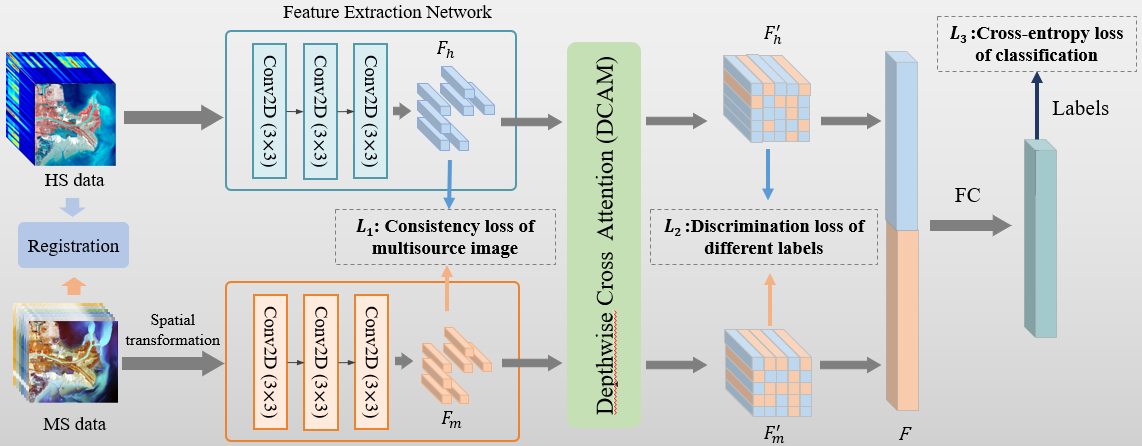 Feature Extraction Network
HS data
Registration
MS data
Spatial
transformation
Conv2D (3×3)
Conv2D (3×3)
Conv2D (3×3)
F_h
L_1: Consistency loss of
multisource image
Conv2D (3×3)
Conv2D (3×3)
Conv2D (3×3)
F_m
Depthwise Cross Attention (DCAM)
F_h'
L_2 :Discrimination loss of
different labels
F_m'
F
FC
L_3 :Cross-entropy loss
of classification
Labels